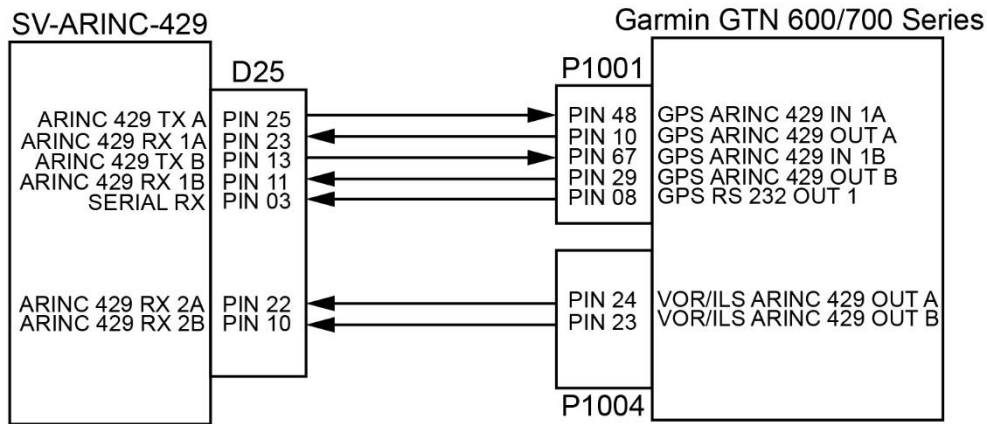 SV-ARINC-429
Garmin GTN 600/700 Series
D25
P1001
ARINC 429 TX A PIN 25 PIN 48 GPS ARINC 429 IN 1A
ARINC 429 RX 1A PIN 23 PIN 10 GPS ARINC 429 OUT A
ARINC 429 TX B PIN 13 PIN 67 GPS ARINC 429 IN 1B
ARINC 429 RX 1B PIN 11 PIN 29 GPS ARINC 429 OUT B
SERIAL RX PIN 03 PIN 08 GPS RS 232 OUT 1
ARINC 429 RX 2A PIN 22 PIN 24 VOR/ILS ARINC 429 OUT A
ARINC 429 RX 2B PIN 10 PIN 23 VOR/ILS ARINC 429 OUT B
P1004